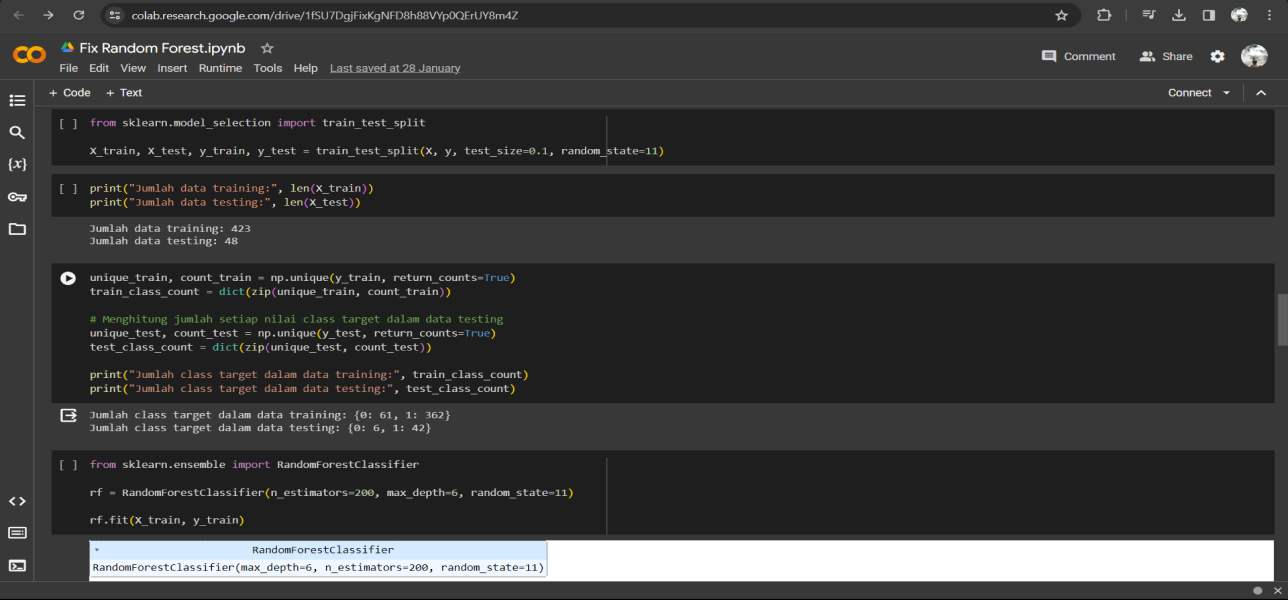 colab.research.google.com/drive/1fSU7DgjFixKgNFD8h88VYp0QErUY8m4Z
Fix Random Forest.ipynb
File Edit View Insert Runtime Tools Help Last saved at 28 January
Comment Share
+ Code + Text
Connect
[ ] from sklearn.model_selection import train_test_split
X_train, X_test, y_train, y_test = train_test_split(X, y, test_size=0.1, random_state=11)
[ ] print("Jumlah data training:", len(X_train))
print("Jumlah data testing:", len(X_test))
Jumlah data training: 423
Jumlah data testing: 48
unique_train, count_train = np.unique(y_train, return_counts=True)
train_class_count = dict(zip(unique_train, count_train))
# Menghitung jumlah setiap nilai class target dalam data testing
unique_test, count_test = np.unique(y_test, return_counts=True)
test_class_count = dict(zip(unique_test, count_test))
print("Jumlah class target dalam data training:", train_class_count)
print("Jumlah class target dalam data testing:", test_class_count)
Jumlah class target dalam data training: {0: 61, 1: 362}
Jumlah class target dalam data testing: {0: 6, 1: 42}
[ ] from sklearn.ensemble import RandomForestClassifier
rf = RandomForestClassifier(n_estimators=200, max_depth=6, random_state=11)
rf.fit(X_train, y_train)
RandomForestClassifier
RandomForestClassifier(max_depth=6, n_estimators=200, random_state=11)